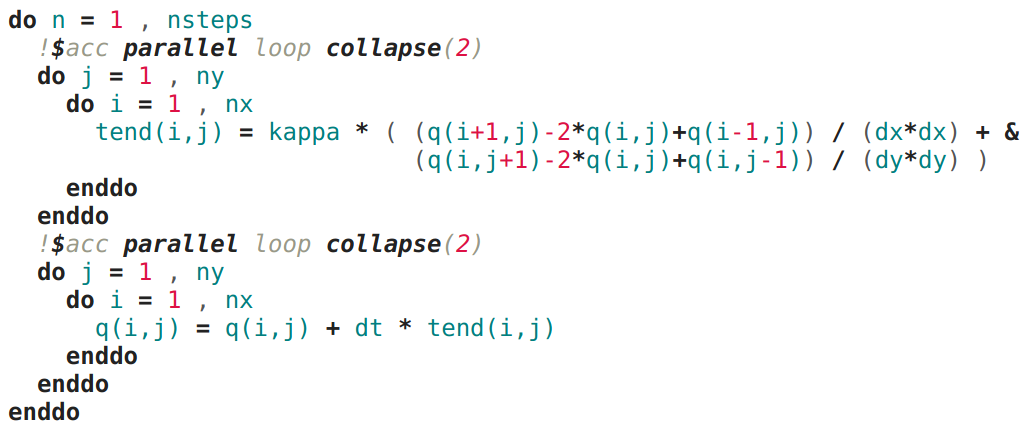 do n = 1 , nsteps
  !$acc parallel loop collapse(2)
  do j = 1 , ny
    do i = 1 , nx
      tend(i,j) = kappa * ( (q(i+1,j)-2*q(i,j)+q(i-1,j)) / (dx*dx) + &
                            (q(i,j+1)-2*q(i,j)+q(i,j-1)) / (dy*dy) )
    enddo
  enddo
  !$acc parallel loop collapse(2)
  do j = 1 , ny
    do i = 1 , nx
      q(i,j) = q(i,j) + dt * tend(i,j)
    enddo
  enddo
enddo